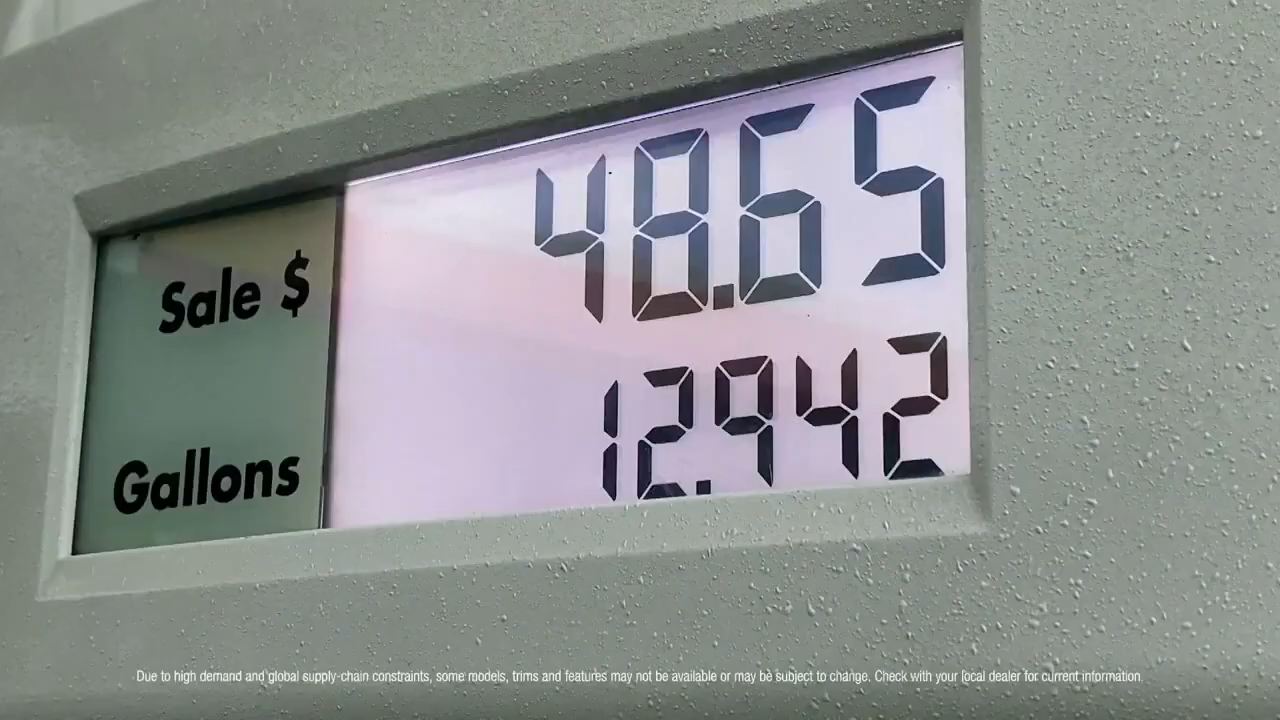 Sale $ 48.65
Gallons 12.942
Due to high demand and global supply-chain constraints, some models, trims and features may not be available or may be subject to change. Check with your local dealer for current information